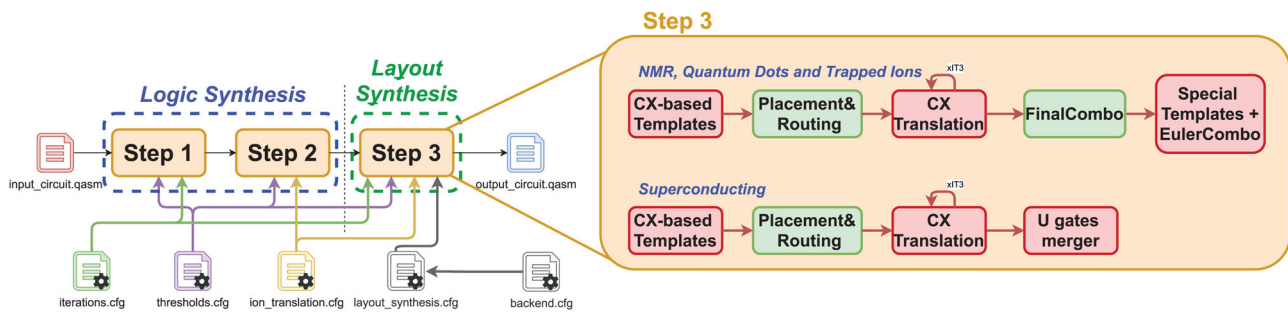 Step 3
Logic Synthesis
Layout
Synthesis
Step 1
Step 2
Step 3
input_circuit.qasm
output_circuit.qasm
iterations.cfg
thresholds.cfg
ion_translation.cfg
layout_synthesis.cfg
backend.cfg
NMR, Quantum Dots and Trapped Ions
xIT3
CX-based
Templates
Placement&
Routing
CX
Translation
FinalCombo
Special
Templates +
EulerCombo
Superconducting
xIT3
CX-based
Templates
Placement&
Routing
CX
Translation
U gates
merger